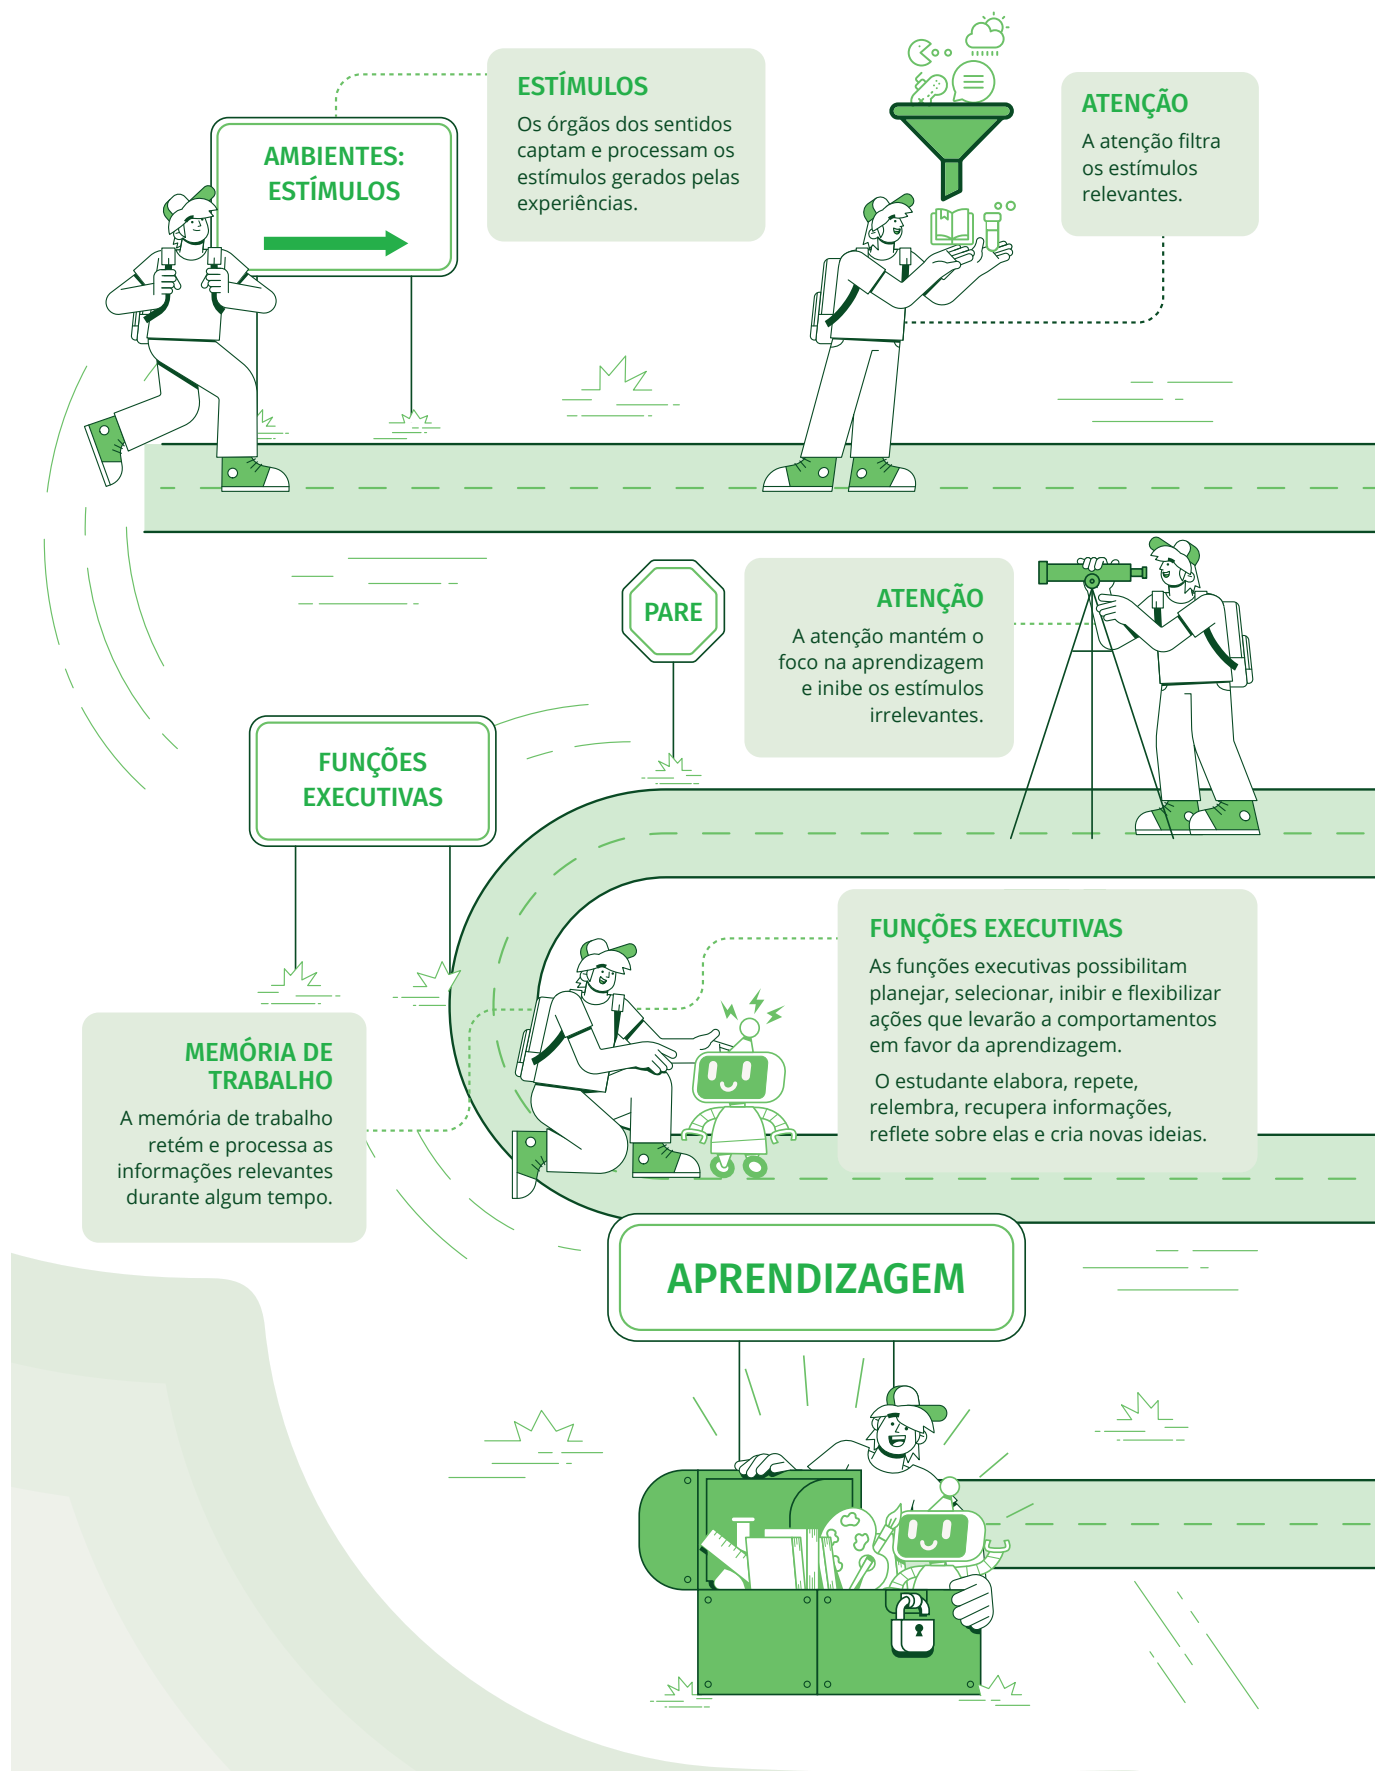 AMBIENTES:
ESTÍMULOS
ESTÍMULOS
Os órgãos dos sentidos
captam e processam os
estímulos gerados pelas
experiências.
ATENÇÃO
A atenção filtra
os estímulos
relevantes.
PARE
ATENÇÃO
A atenção mantém o
foco na aprendizagem
e inibe os estímulos
irrelevantes.
FUNÇÕES
EXECUTIVAS
FUNÇÕES EXECUTIVAS
As funções executivas possibilitam
planejar, selecionar, inibir e flexibilizar
ações que levarão a comportamentos
em favor da aprendizagem.
O estudante elabora, repete,
relembra, recupera informações,
reflete sobre elas e cria novas ideias.
MEMÓRIA DE
TRABALHO
A memória de trabalho
retém e processa as
informações relevantes
durante algum tempo.
APRENDIZAGEM